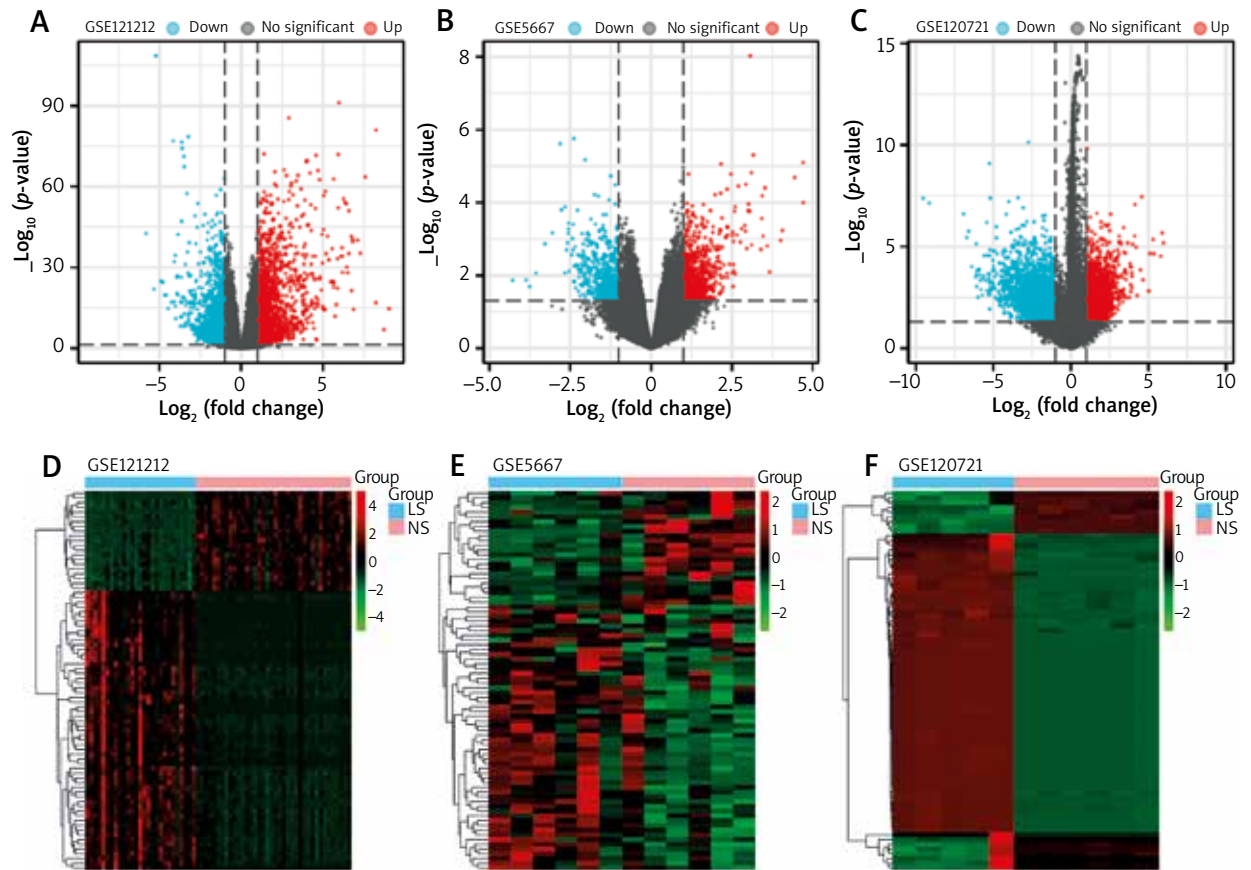 A
GSE121212 Down No significant Up
–Log10 (p-value)
90
60
30
0
–5 0 5
Log2 (fold change)
B
GSE5667 Down No significant Up
–Log10 (p-value)
8
6
4
2
0
–5.0 –2.5 0 2.5 5.0
Log2 (fold change)
C
GSE120721 Down No significant Up
–Log10 (p-value)
15
10
5
0
–10 –5 0 5 10
Log2 (fold change)
D
GSE121212
Group
4
2
0
–2
–4
Group
LS
NS
E
GSE5667
Group
2
1
0
–1
–2
Group
LS
NS
F
GSE120721
Group
2
1
0
–1
–2
Group
LS
NS